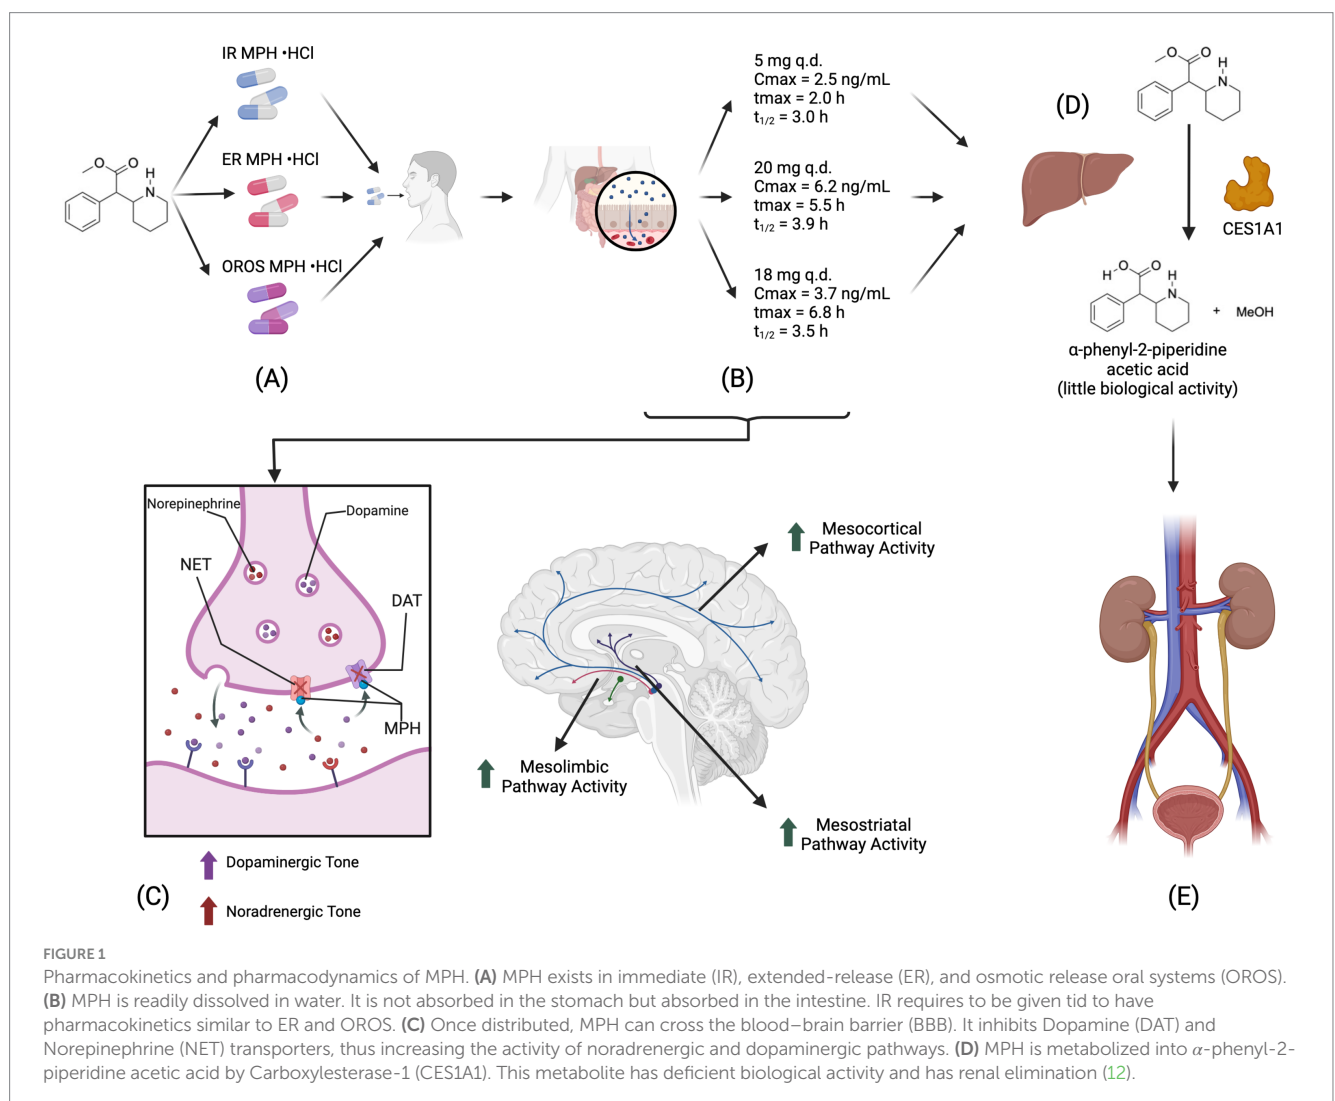 IR MPH •HCl
ER MPH •HCl
OROS MPH •HCl
O
O
H
N
(A)
5 mg q.d.
Cmax = 2.5 ng/mL
tmax = 2.0 h
t1/2 = 3.0 h
20 mg q.d.
Cmax = 6.2 ng/mL
tmax = 5.5 h
t1/2 = 3.9 h
18 mg q.d.
Cmax = 3.7 ng/mL
tmax = 6.8 h
t1/2 = 3.5 h
(B)
(D)
O
O
H
N
CES1A1
H
O
O
H
N
+ MeOH
α-phenyl-2-piperidine
acetic acid
(little biological activity)
Norepinephrine
Dopamine
NET
DAT
MPH
Dopaminergic Tone
(C)
Noradrenergic Tone
Mesocortical
Pathway Activity
Mesolimbic
Pathway Activity
Mesostriatal
Pathway Activity
(E)
FIGURE 1
Pharmacokinetics and pharmacodynamics of MPH. (A) MPH exists in immediate (IR), extended-release (ER), and osmotic release oral systems (OROS).
(B) MPH is readily dissolved in water. It is not absorbed in the stomach but absorbed in the intestine. IR requires to be given tid to have
pharmacokinetics similar to ER and OROS. (C) Once distributed, MPH can cross the blood–brain barrier (BBB). It inhibits Dopamine (DAT) and
Norepinephrine (NET) transporters, thus increasing the activity of noradrenergic and dopaminergic pathways. (D) MPH is metabolized into α-phenyl-2-
piperidine acetic acid by Carboxylesterase-1 (CES1A1). This metabolite has deficient biological activity and has renal elimination (12).